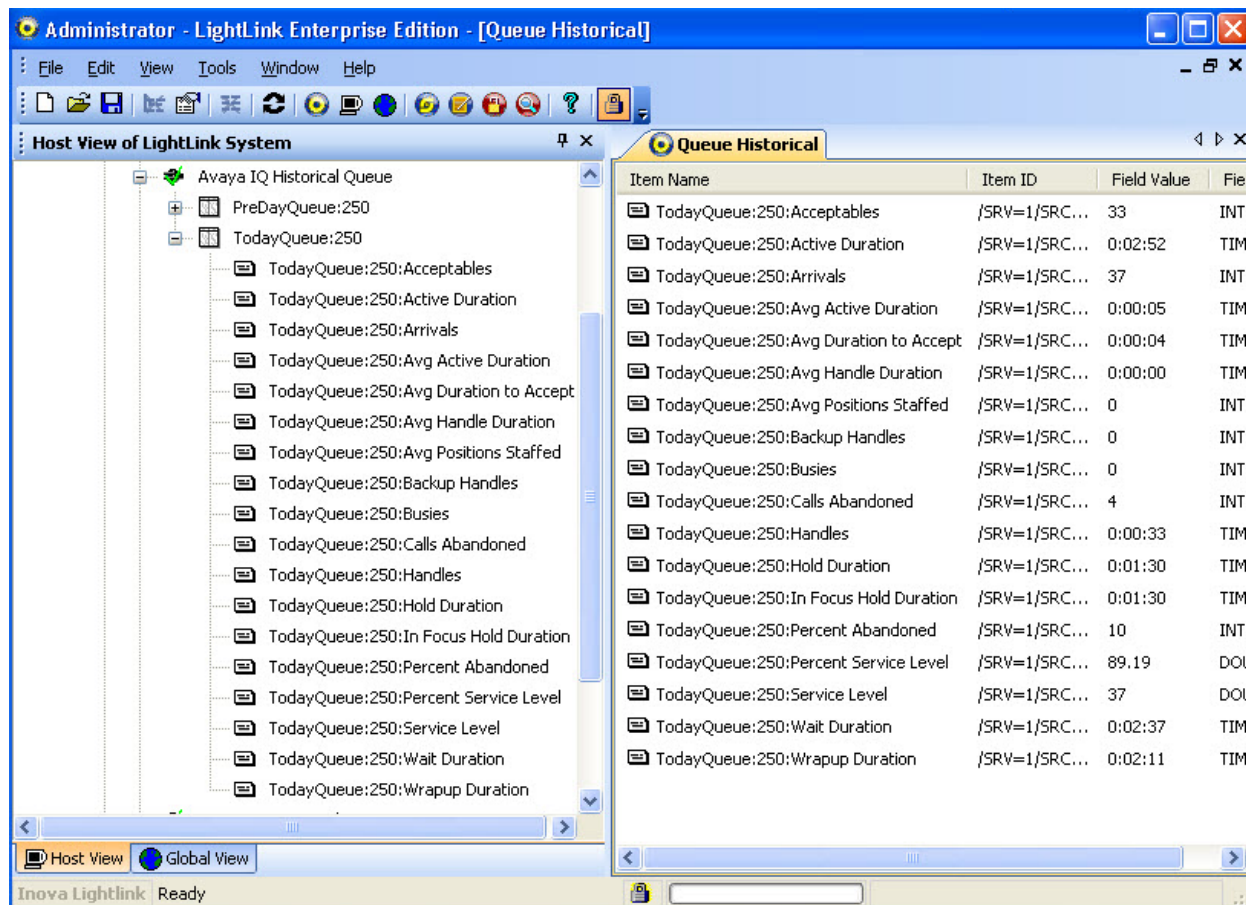 Administrator - LightLink Enterprise Edition - [Queue Historical]
File Edit View Tools Window Help
Host View of LightLink System
Avaya IQ Historical Queue
PreDayQueue:250
TodayQueue:250
TodayQueue:250:Acceptables
TodayQueue:250:Active Duration
TodayQueue:250:Arrivals
TodayQueue:250:Avg Active Duration
TodayQueue:250:Avg Duration to Accept
TodayQueue:250:Avg Handle Duration
TodayQueue:250:Avg Positions Staffed
TodayQueue:250:Backup Handles
TodayQueue:250:Busies
TodayQueue:250:Calls Abandoned
TodayQueue:250:Handles
TodayQueue:250:Hold Duration
TodayQueue:250:In Focus Hold Duration
TodayQueue:250:Percent Abandoned
TodayQueue:250:Percent Service Level
TodayQueue:250:Service Level
TodayQueue:250:Wait Duration
TodayQueue:250:Wrapup Duration
Host View Global View
Queue Historical
Item Name Item ID Field Value Fie
TodayQueue:250:Acceptables /SRV=1/SRC... 33 INT
TodayQueue:250:Active Duration /SRV=1/SRC... 0:02:52 TIM
TodayQueue:250:Arrivals /SRV=1/SRC... 37 INT
TodayQueue:250:Avg Active Duration /SRV=1/SRC... 0:00:05 TIM
TodayQueue:250:Avg Duration to Accept /SRV=1/SRC... 0:00:04 TIM
TodayQueue:250:Avg Handle Duration /SRV=1/SRC... 0:00:00 TIM
TodayQueue:250:Avg Positions Staffed /SRV=1/SRC... 0 INT
TodayQueue:250:Backup Handles /SRV=1/SRC... 0 INT
TodayQueue:250:Busies /SRV=1/SRC... 0 INT
TodayQueue:250:Calls Abandoned /SRV=1/SRC... 4 INT
TodayQueue:250:Handles /SRV=1/SRC... 0:00:33 TIM
TodayQueue:250:Hold Duration /SRV=1/SRC... 0:01:30 TIM
TodayQueue:250:In Focus Hold Duration /SRV=1/SRC... 0:01:30 TIM
TodayQueue:250:Percent Abandoned /SRV=1/SRC... 10 INT
TodayQueue:250:Percent Service Level /SRV=1/SRC... 89.19 DOU
TodayQueue:250:Service Level /SRV=1/SRC... 37 DOU
TodayQueue:250:Wait Duration /SRV=1/SRC... 0:02:37 TIM
TodayQueue:250:Wrapup Duration /SRV=1/SRC... 0:02:11 TIM
Inova Lightlink Ready